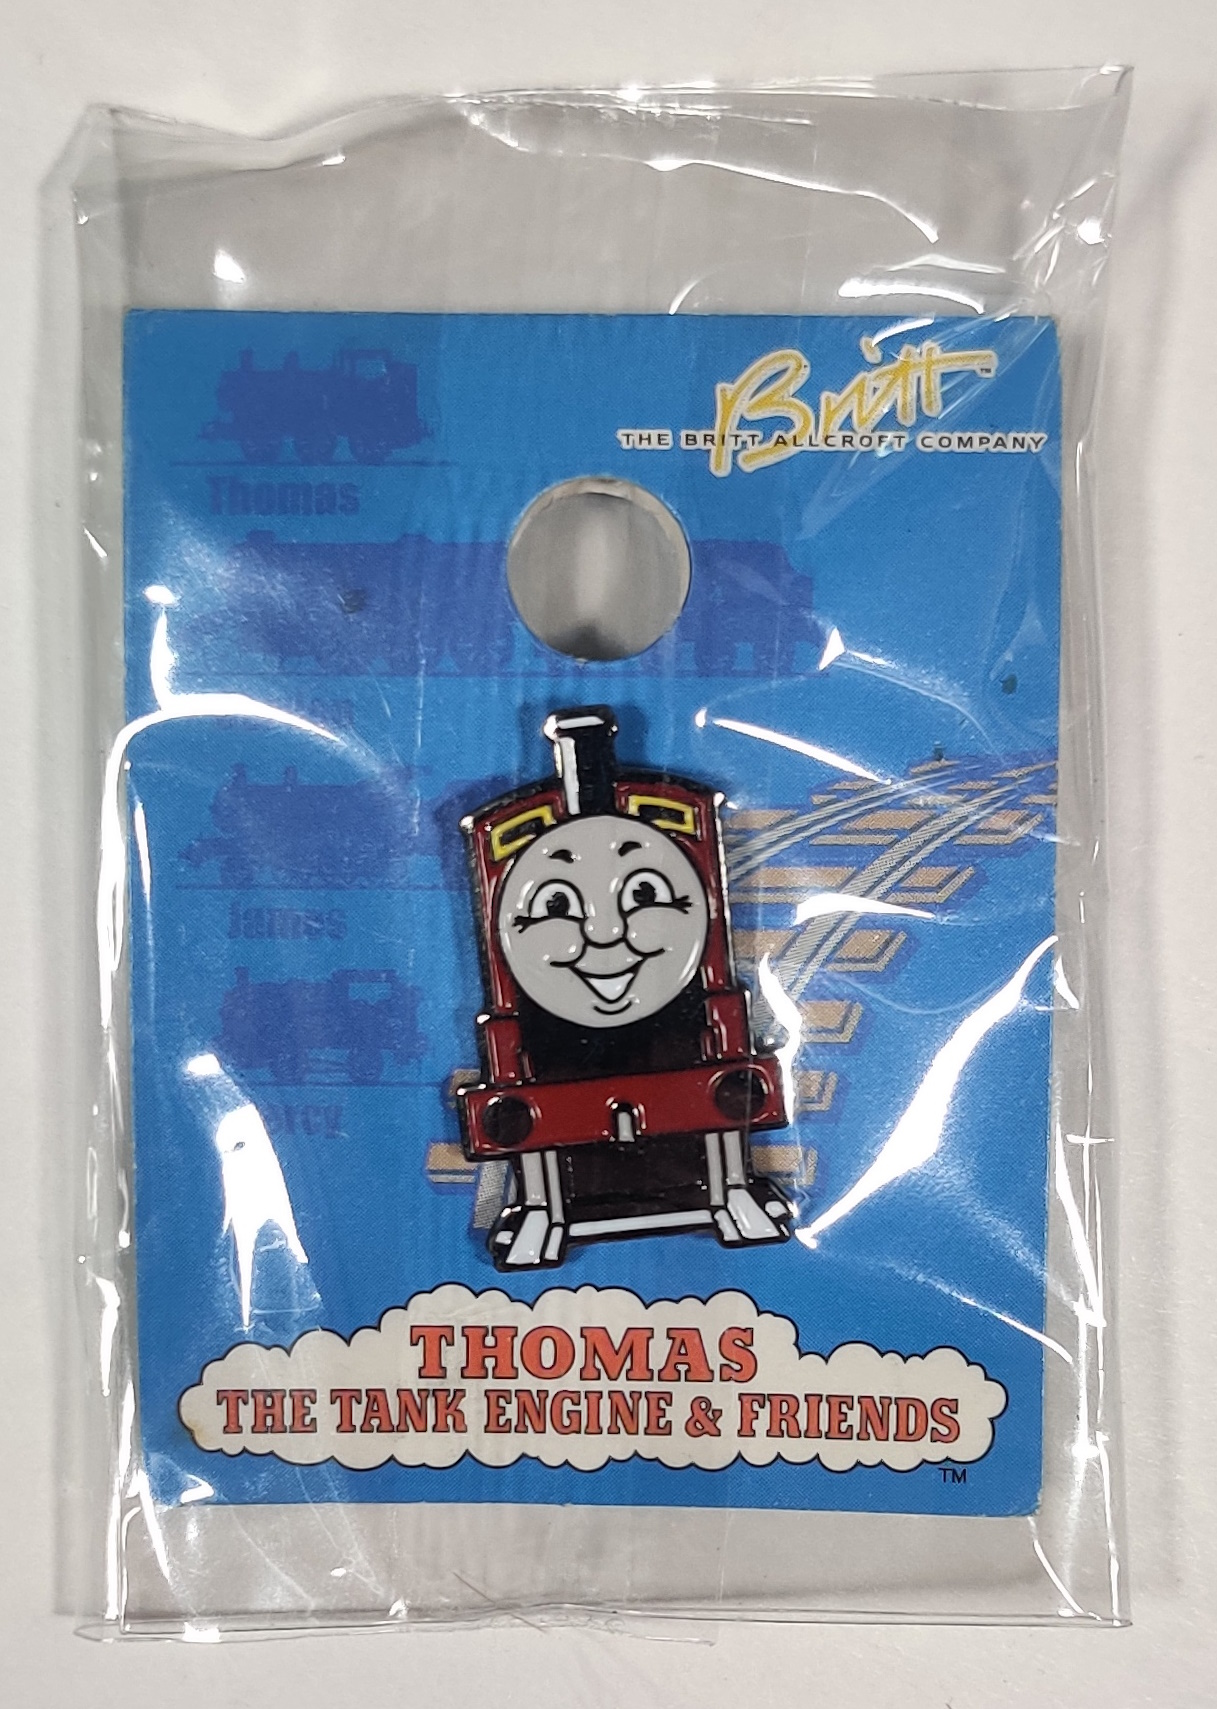 Britt™
THE BRITT ALLCROFT COMPANY
Thomas
James
THOMAS
THE TANK ENGINE & FRIENDS
TM